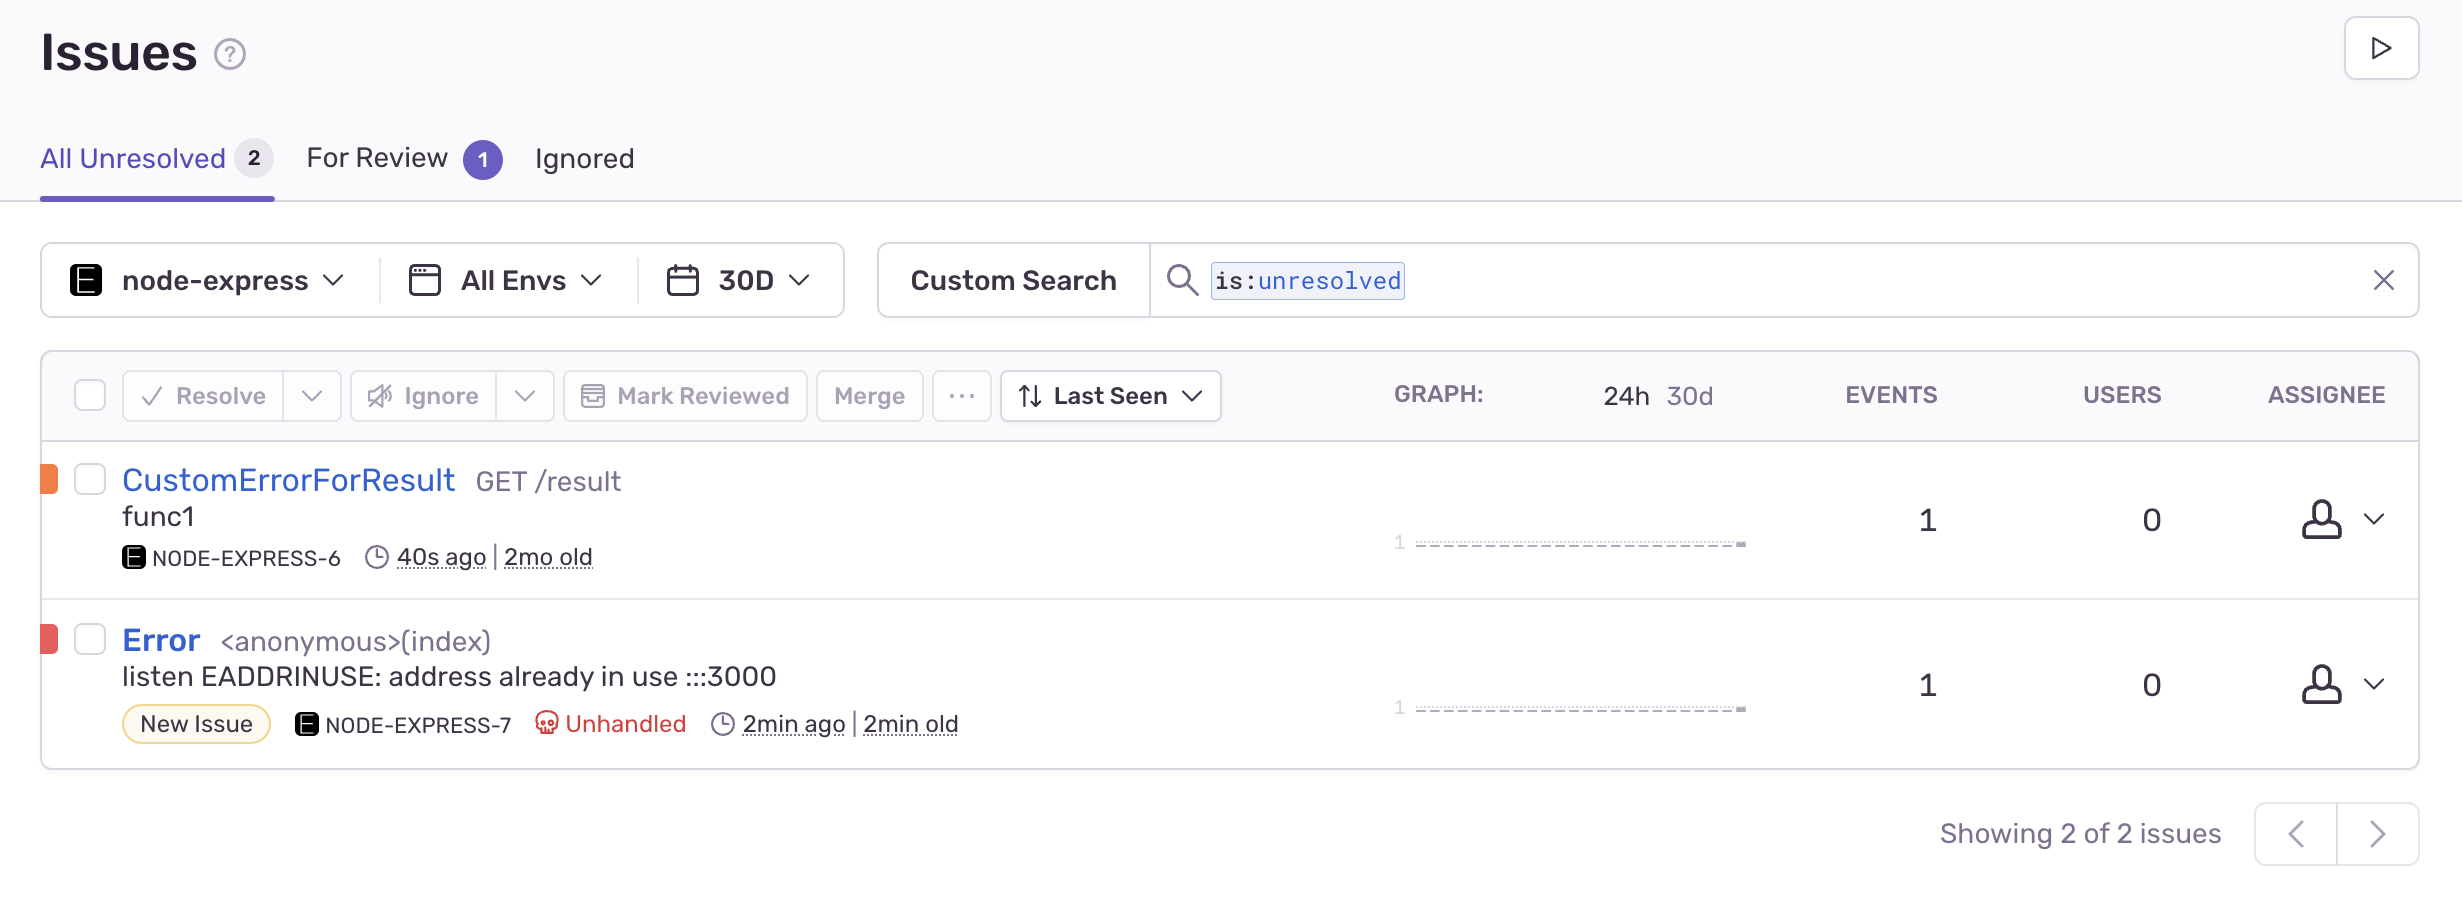 Issues ?
All Unresolved 2 For Review 1 Ignored
node-express All Envs 30D Custom Search is:unresolved
Resolve Ignore Mark Reviewed Merge ... Last Seen GRAPH: 24h 30d EVENTS USERS ASSIGNEE
CustomErrorForResult GET /result
func1
1 1 0
NODE-EXPRESS-6 40s ago | 2mo old
Error <anonymous>(index)
listen EADDRINUSE: address already in use :::3000
1 1 0
New Issue NODE-EXPRESS-7 Unhandled 2min ago | 2min old
Showing 2 of 2 issues